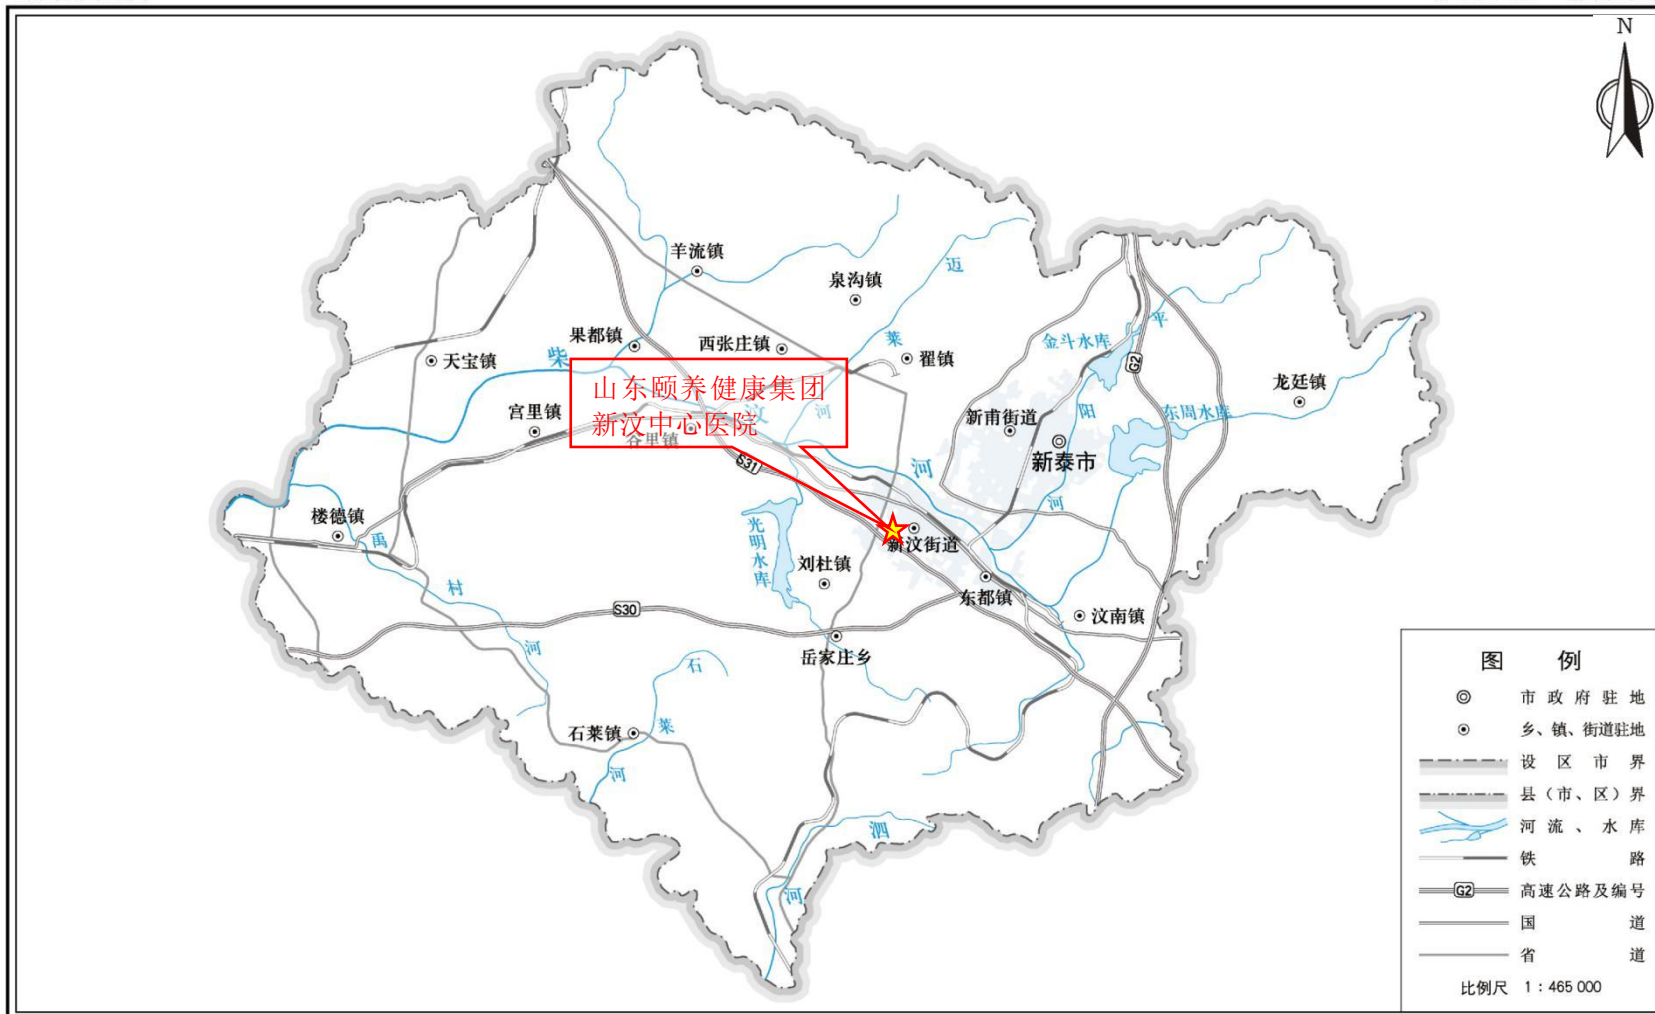 N
羊流镇
泉沟镇
迈
莱
河
果都镇
西张庄镇
翟镇
金斗水库
平
G2
天宝镇
柴
龙廷镇
山东颐养健康集团
新汶中心医院
宫里镇
谷里镇
汶
新甫街道
阳
东周水库
新泰市
S31
河
河
楼德镇
禹
光明水库
新汶街道
刘杜镇
村
东都镇
S30
汶南镇
河
岳家庄乡
石
石莱镇
莱
河
泗
河
图 例
市政府驻地
乡、镇、街道驻地
设区市界
县（市、区）界
河流、水库
铁路
G2 高速公路及编号
国道
省道
比例尺 1：465 000